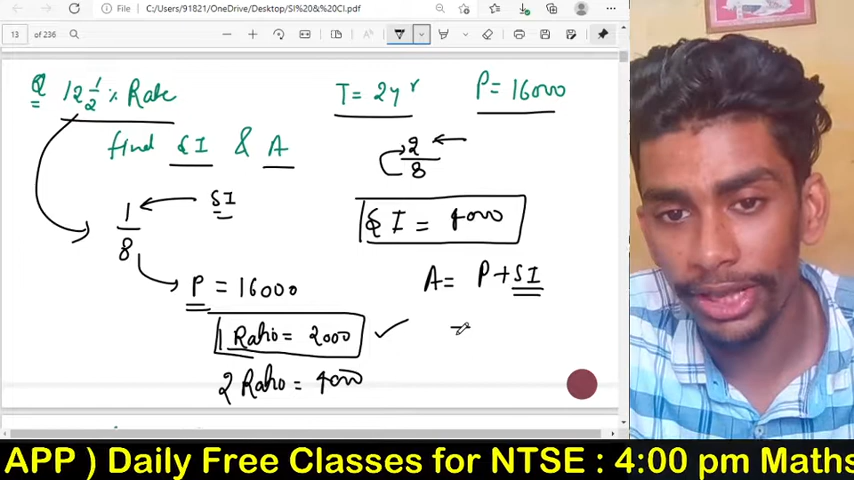 File | C:/Users/91821/OneDrive/Desktop/SI%20&%20CI.pdf
13 of 236
Q 12 1/2 % Rate T = 2yr P = 16000
find SI & A
2/8
1/8 SI
SI = 4000
P = 16000
A = P + SI
1 Ratio = 2000
2 Ratio = 4000
APP ) Daily Free Classes for NTSE : 4:00 pm Maths